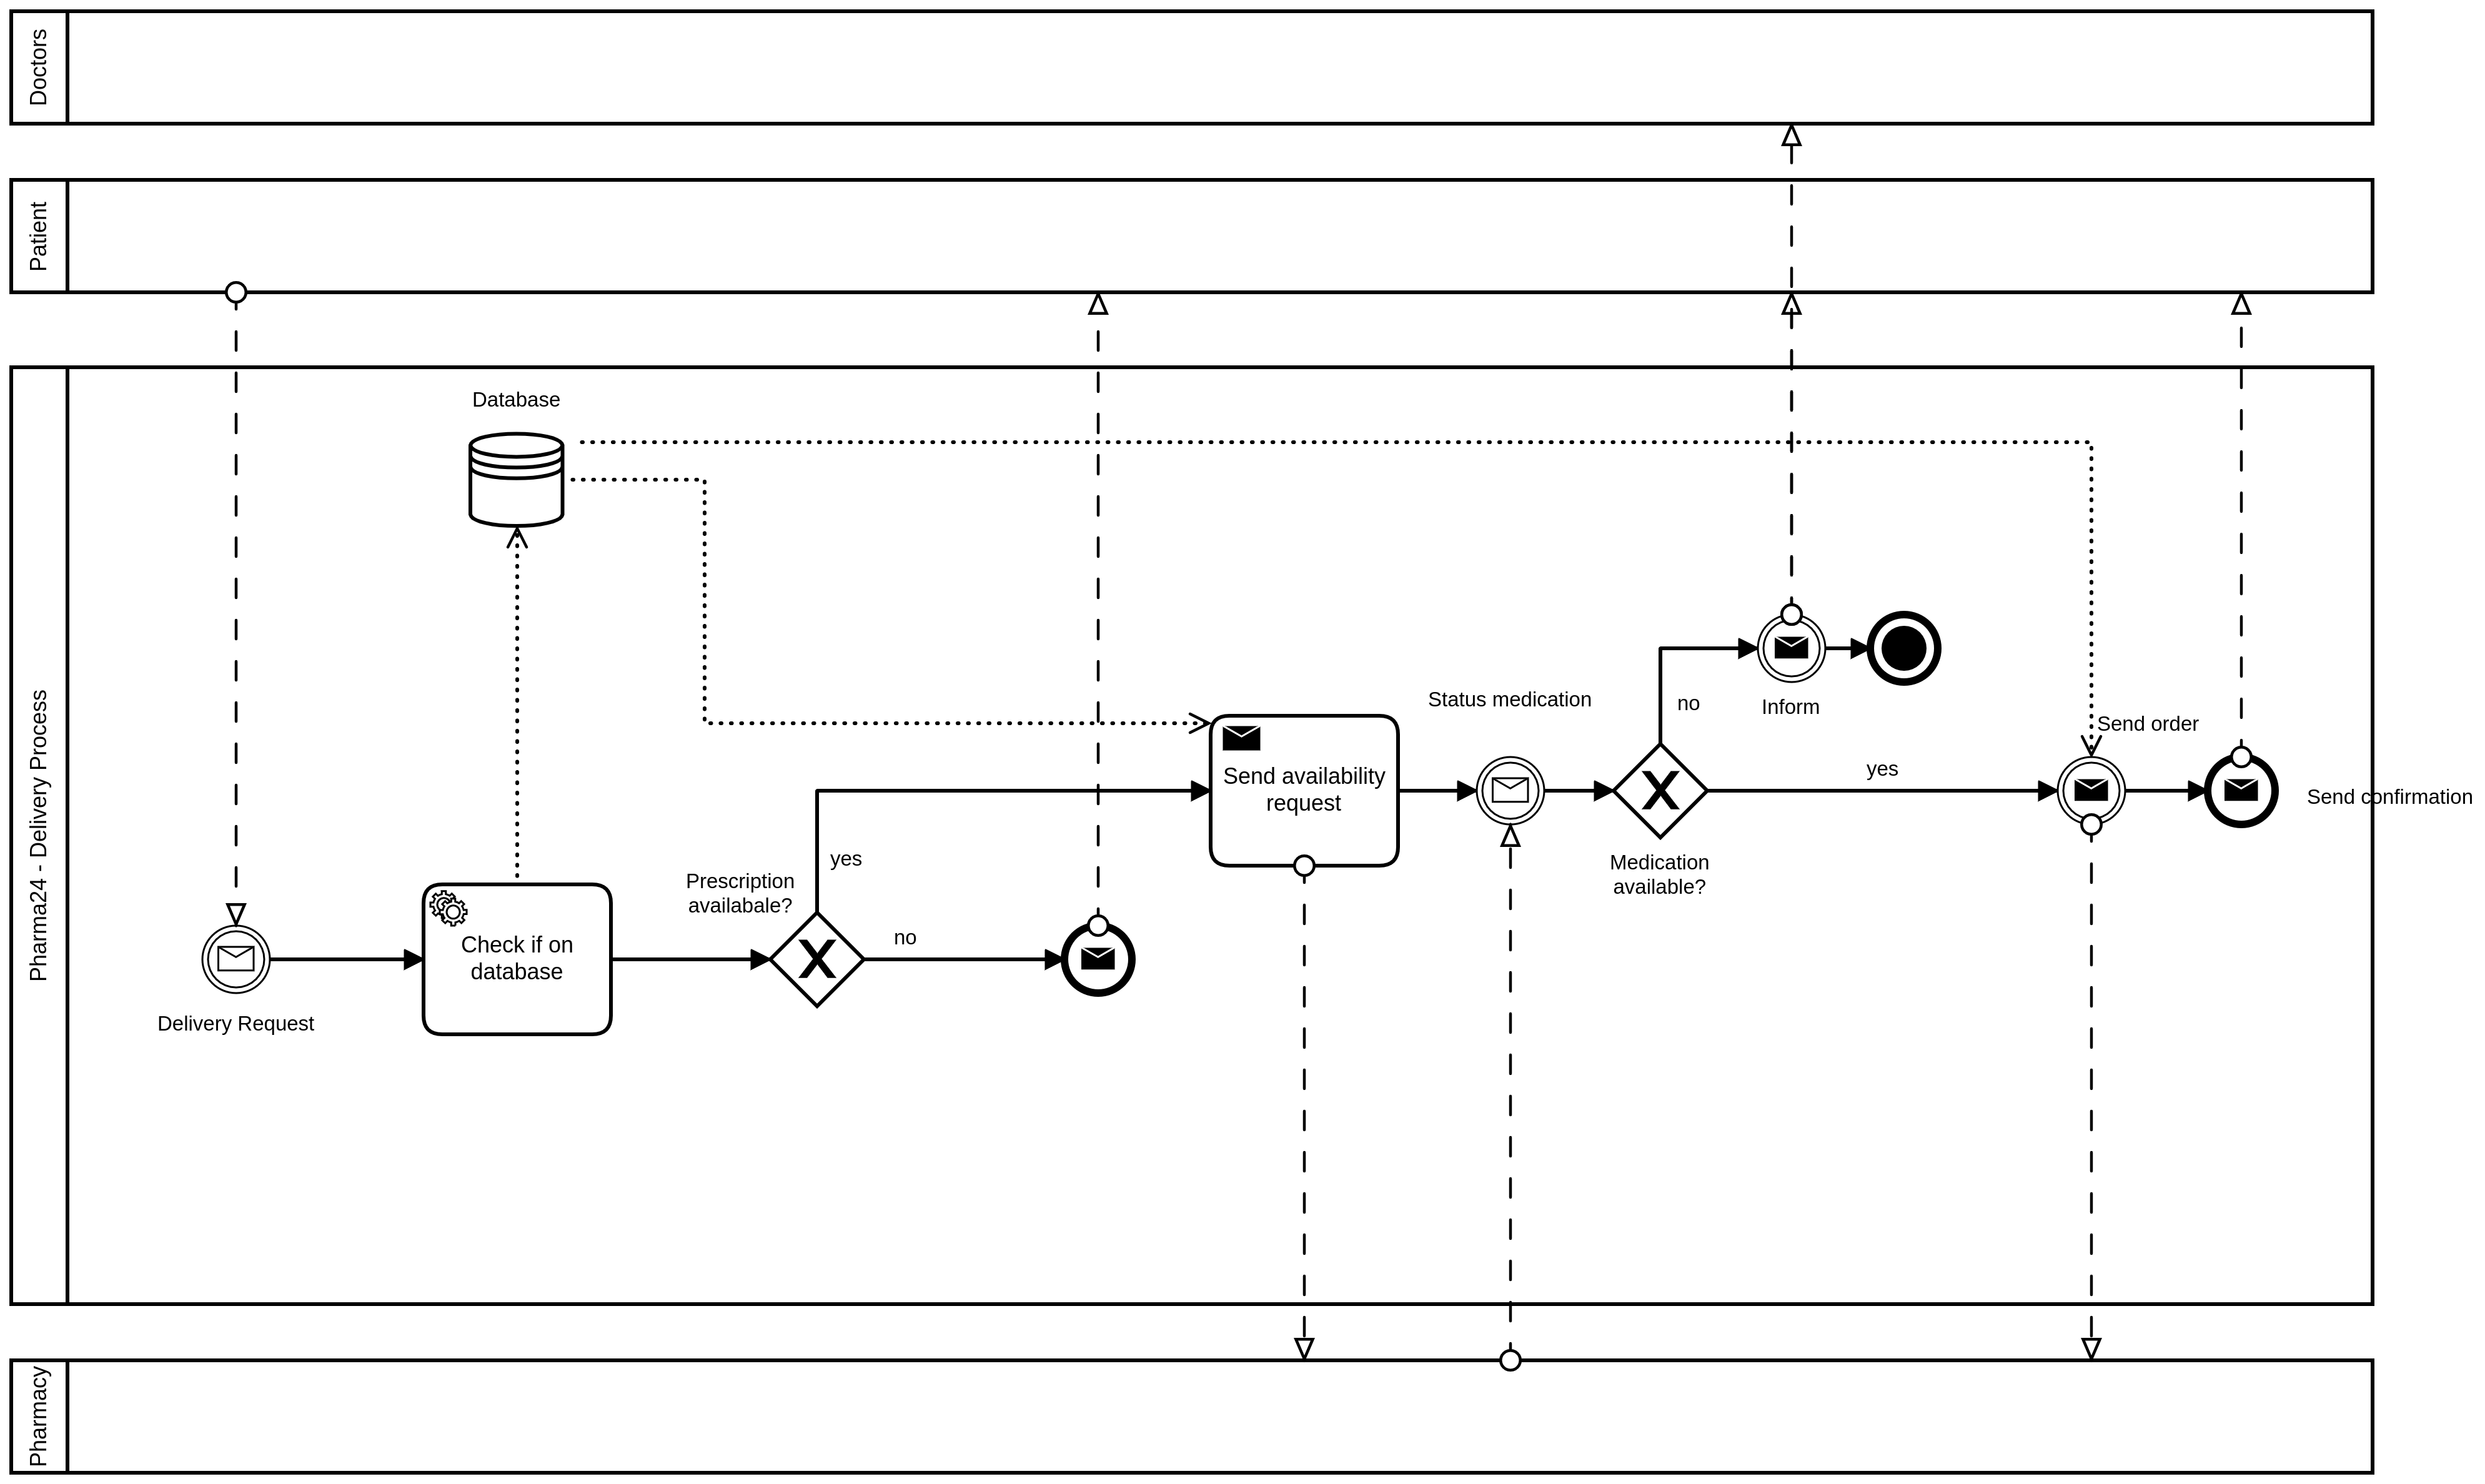 Doctors
Patient
Pharma24 - Delivery Process
Database
Delivery Request
Check if on
database
Prescription
availabale?
yes
no
Send availability
request
Status medication
Medication
available?
no
Inform
yes
Send order
Send confirmation
Pharmacy